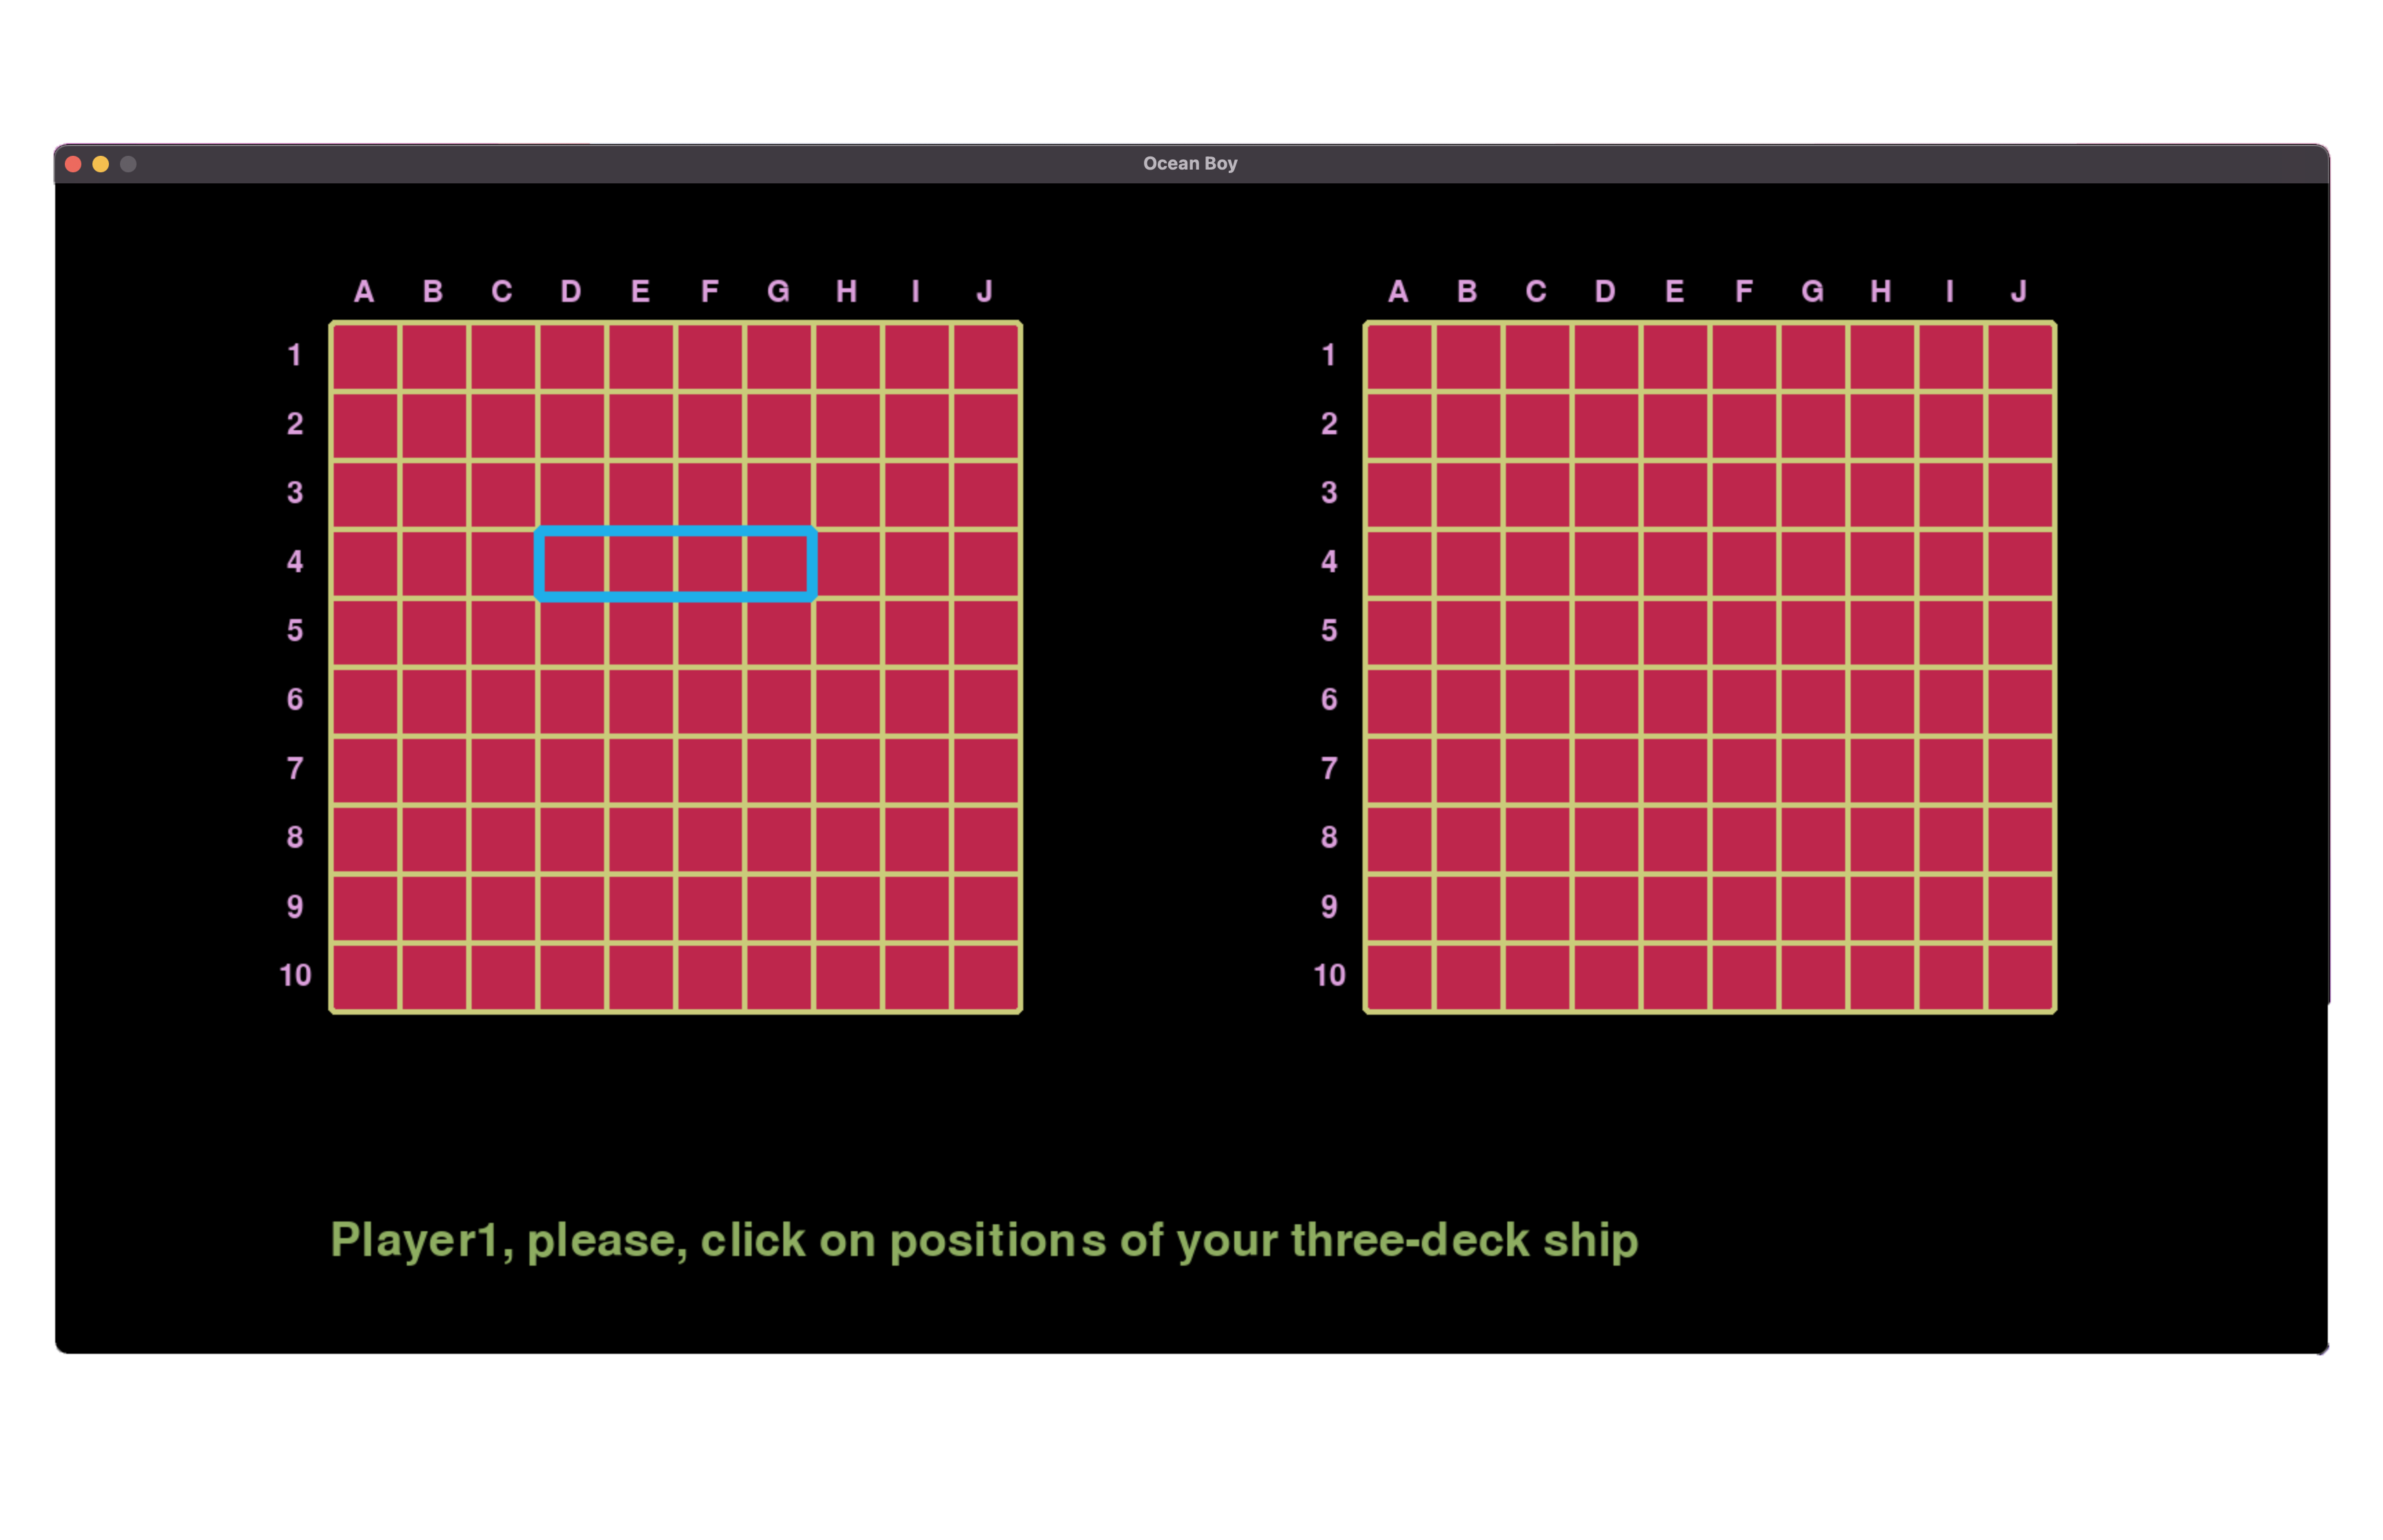 Ocean Boy
A B C D E F G H I J
A B C D E F G H I J
1 1
2 2
3 3
4 4
5 5
6 6
7 7
8 8
9 9
10 10
Player1, please, click on positions of your three-deck ship